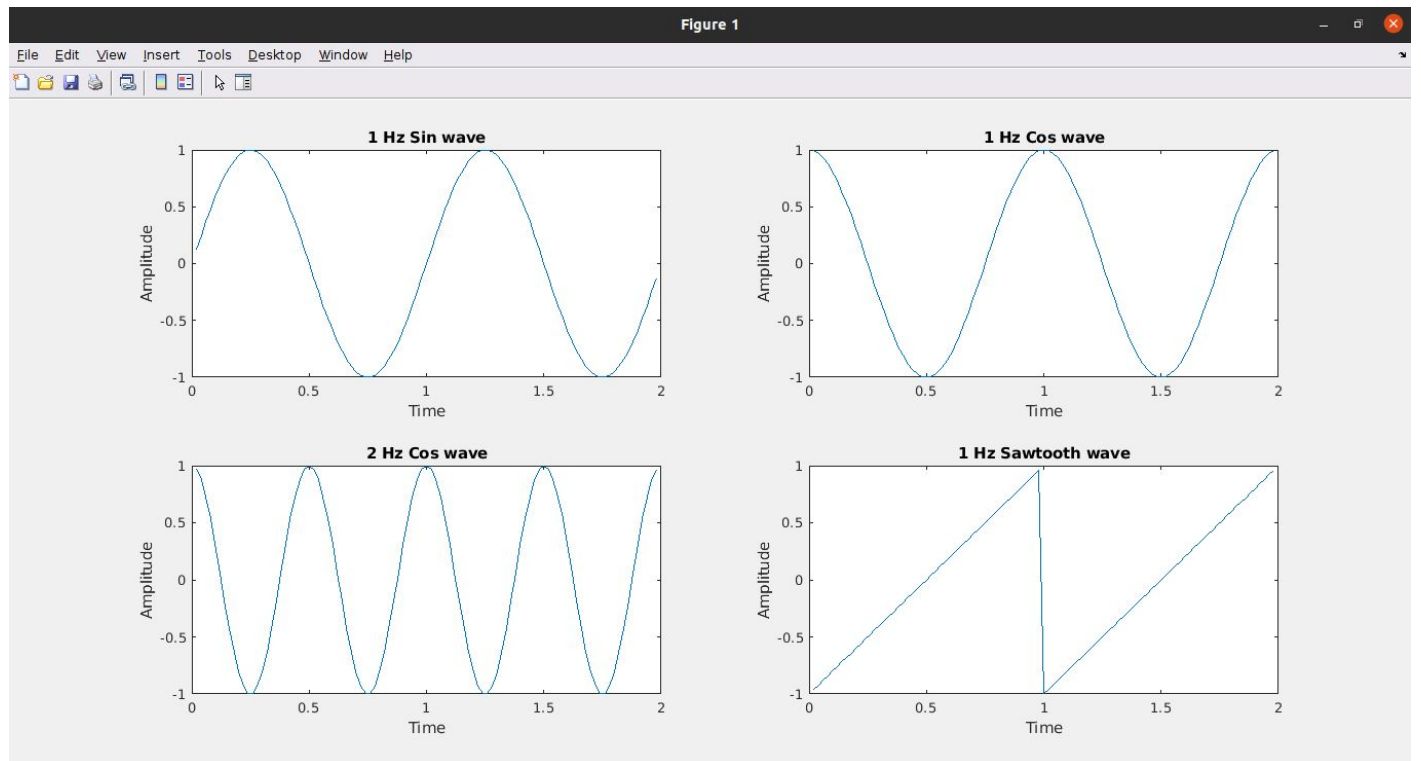 Figure 1
File Edit View Insert Tools Desktop Window Help
1 Hz Sin wave
1
0.5
0
-0.5
-1
Amplitude
0 0.5 1 1.5 2
Time
1 Hz Cos wave
1
0.5
0
-0.5
-1
Amplitude
0 0.5 1 1.5 2
Time
2 Hz Cos wave
1
0.5
0
-0.5
-1
Amplitude
0 0.5 1 1.5 2
Time
1 Hz Sawtooth wave
1
0.5
0
-0.5
-1
Amplitude
0 0.5 1 1.5 2
Time